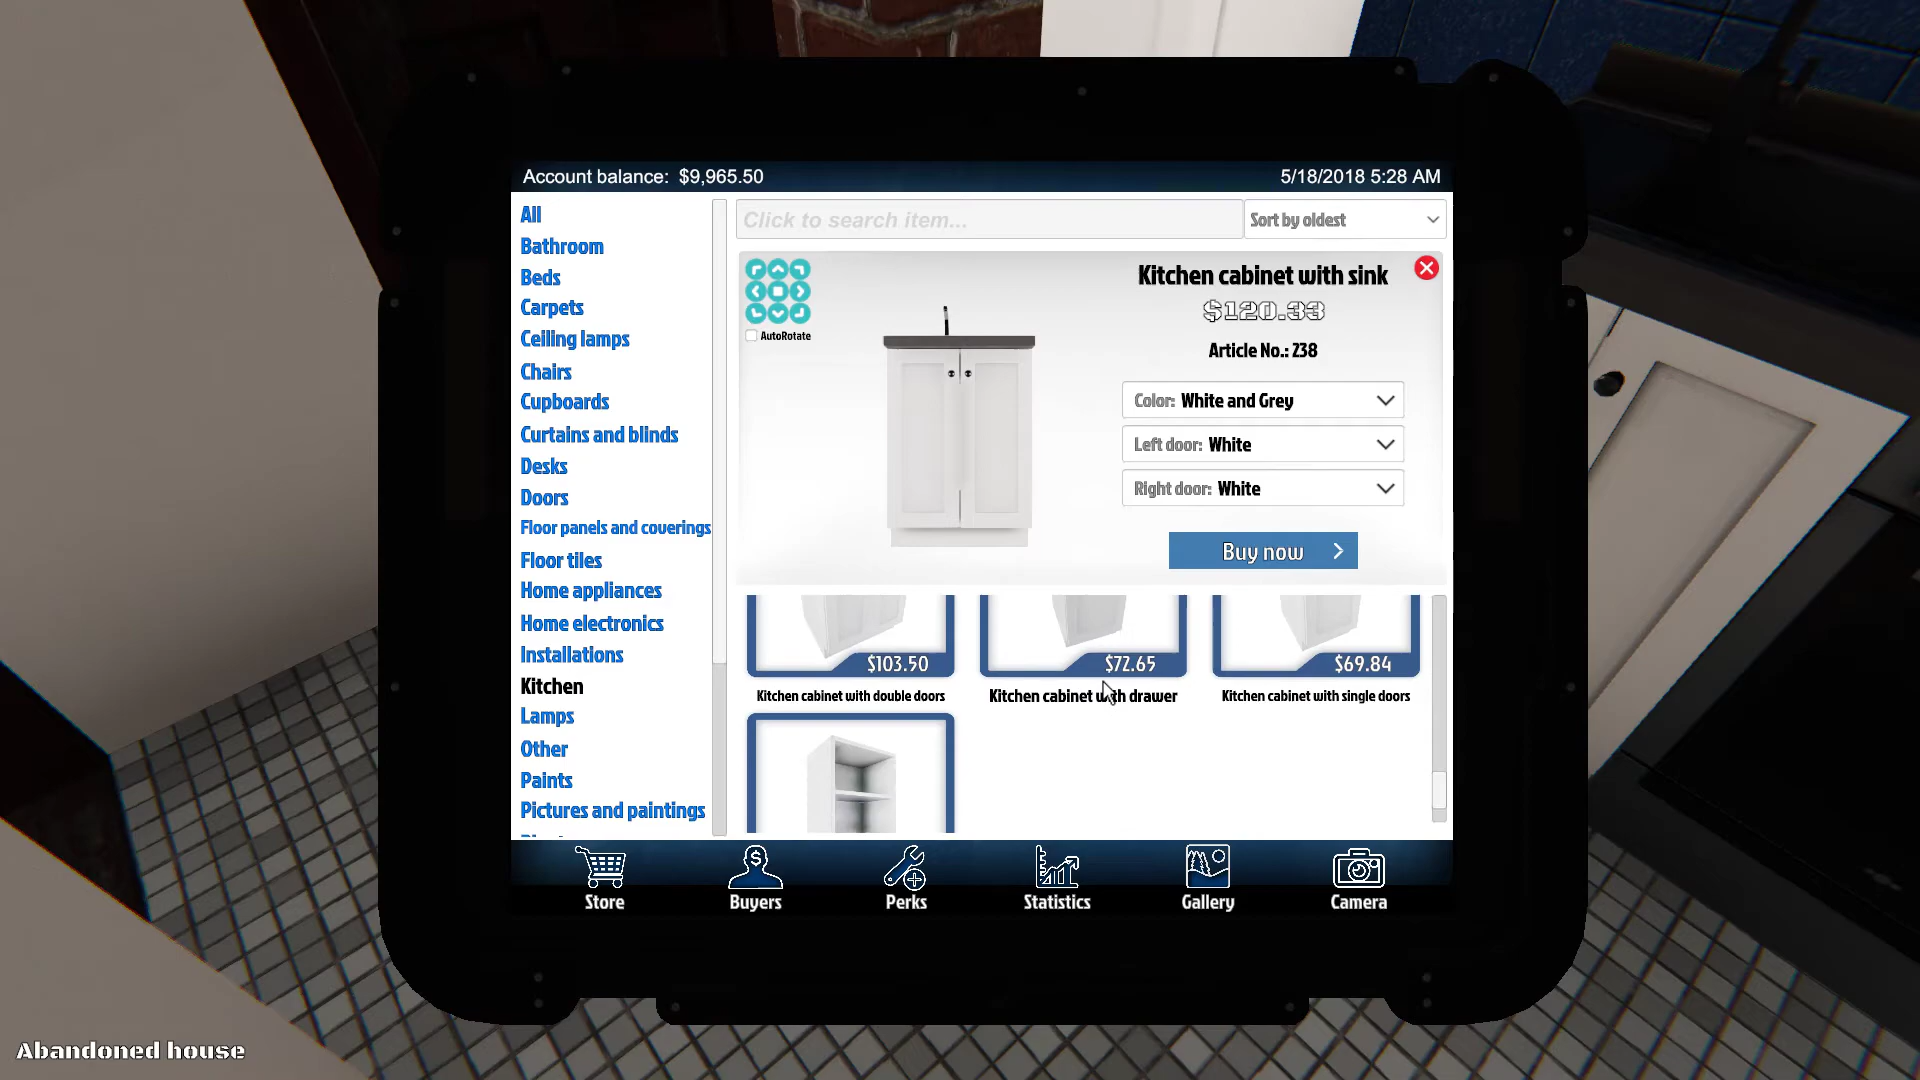 Account balance: $9,965.50
5/18/2018 5:28 AM
All
Bathroom
Beds
Carpets
Ceiling lamps
Chairs
Cupboards
Curtains and blinds
Desks
Doors
Floor panels and coverings
Floor tiles
Home appliances
Home electronics
Installations
Kitchen
Lamps
Other
Paints
Pictures and paintings
Click to search item...
Sort by oldest
AutoRotate
Kitchen cabinet with sink
$120.33
Article No.: 238
Color: White and Grey
Left door: White
Right door: White
Buy now
$103.50
$72.65
$69.84
Kitchen cabinet with double doors
Kitchen cabinet with drawer
Kitchen cabinet with single doors
Store
Buyers
Perks
Statistics
Gallery
Camera
Abandoned house